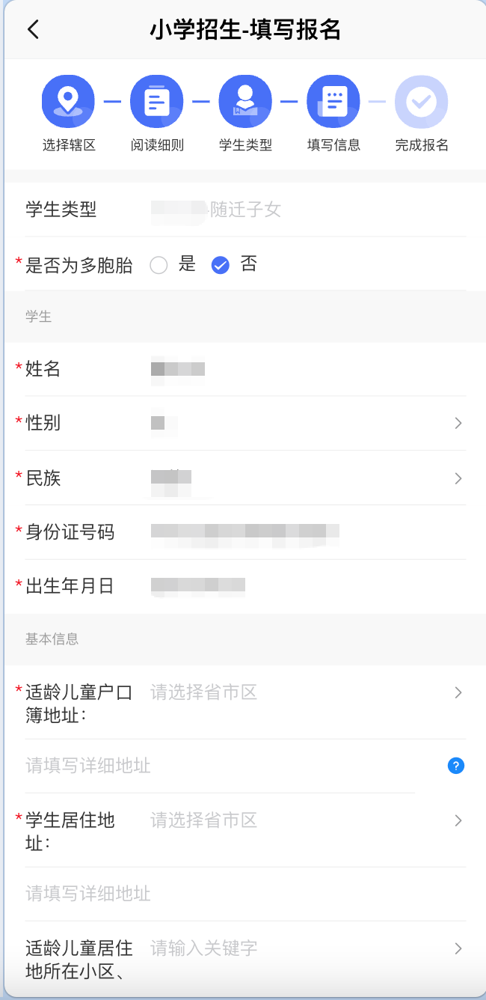 小学招生-填写报名
选择辖区 阅读细则 学生类型 填写信息 完成报名
学生类型 随迁子女
*是否为多胞胎 是 否
学生
*姓名
*性别
*民族
*身份证号码
*出生年月日
基本信息
*适龄儿童户口 请选择省市区
簿地址：
请填写详细地址 ?
*学生居住地 请选择省市区
址：
请填写详细地址
适龄儿童居住 请输入关键字
地所在小区、